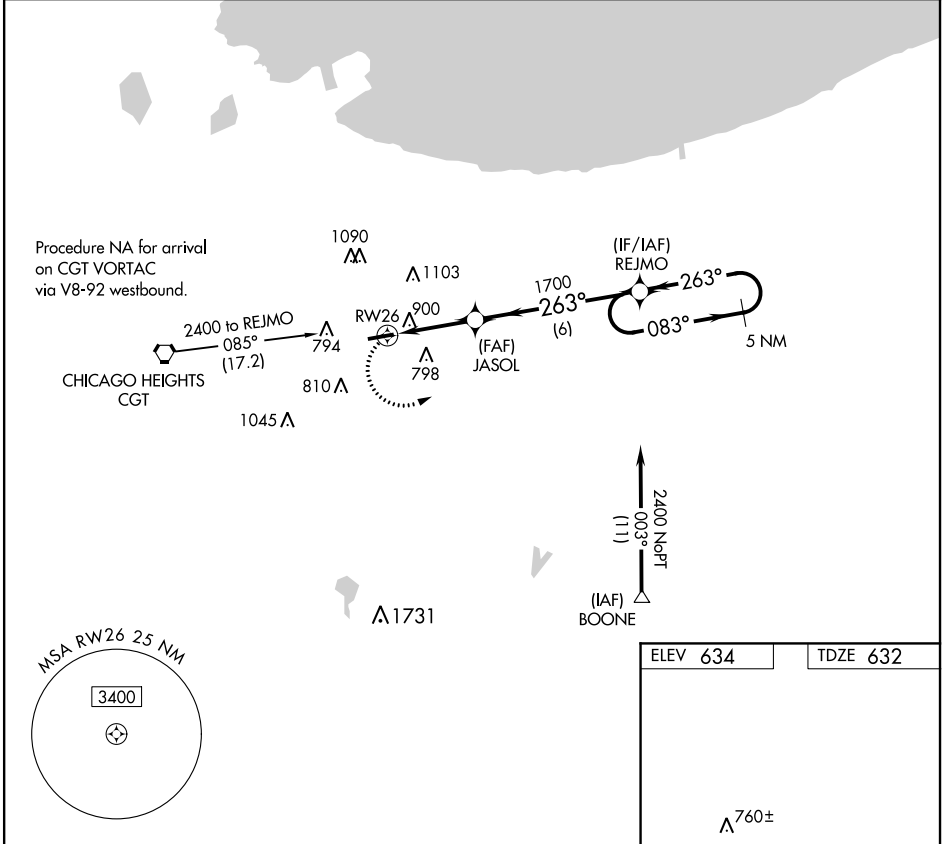 Procedure NA for arrival
on CGT VORTAC
via V8-92 westbound.
1090
1103
(IF/IAF)
REJMO
1700
263°
(6)
263°
083°
5 NM
RW26
900
2400 to REJMO
085°
(17.2)
794
(FAF)
JASOL
798
CHICAGO HEIGHTS
CGT
810
1045
2400 NoPT
003°
(11)
(IAF)
BOONE
1731
MSA RW26 25 NM
3400
ELEV 634
TDZE 632
760±